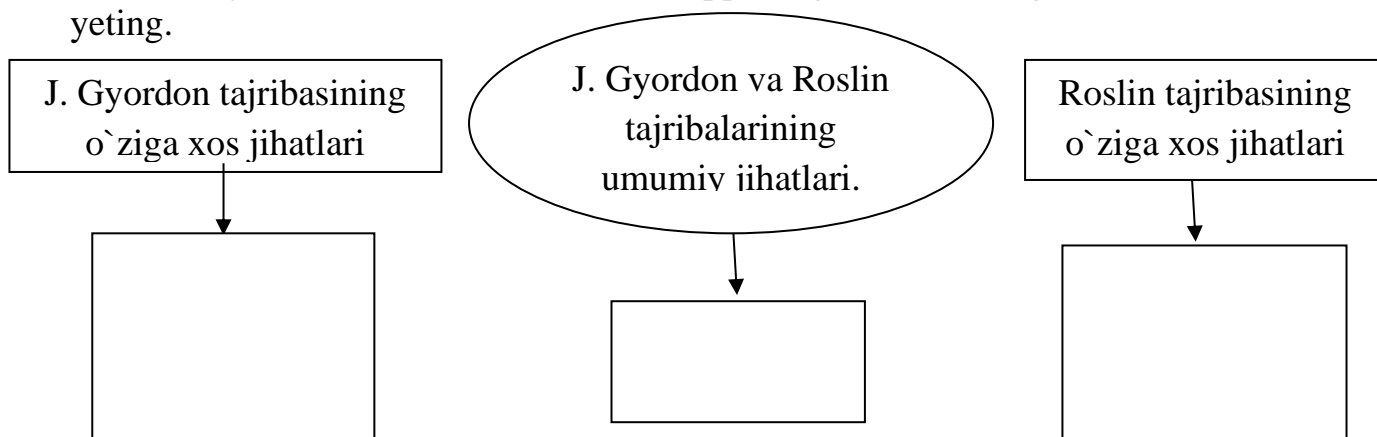 yeting.
J. Gyordon tajribasining
o`ziga xos jihatlari
J. Gyordon va Roslin
tajribalarining
umumiy jihatlari.
Roslin tajribasining
o`ziga xos jihatlari